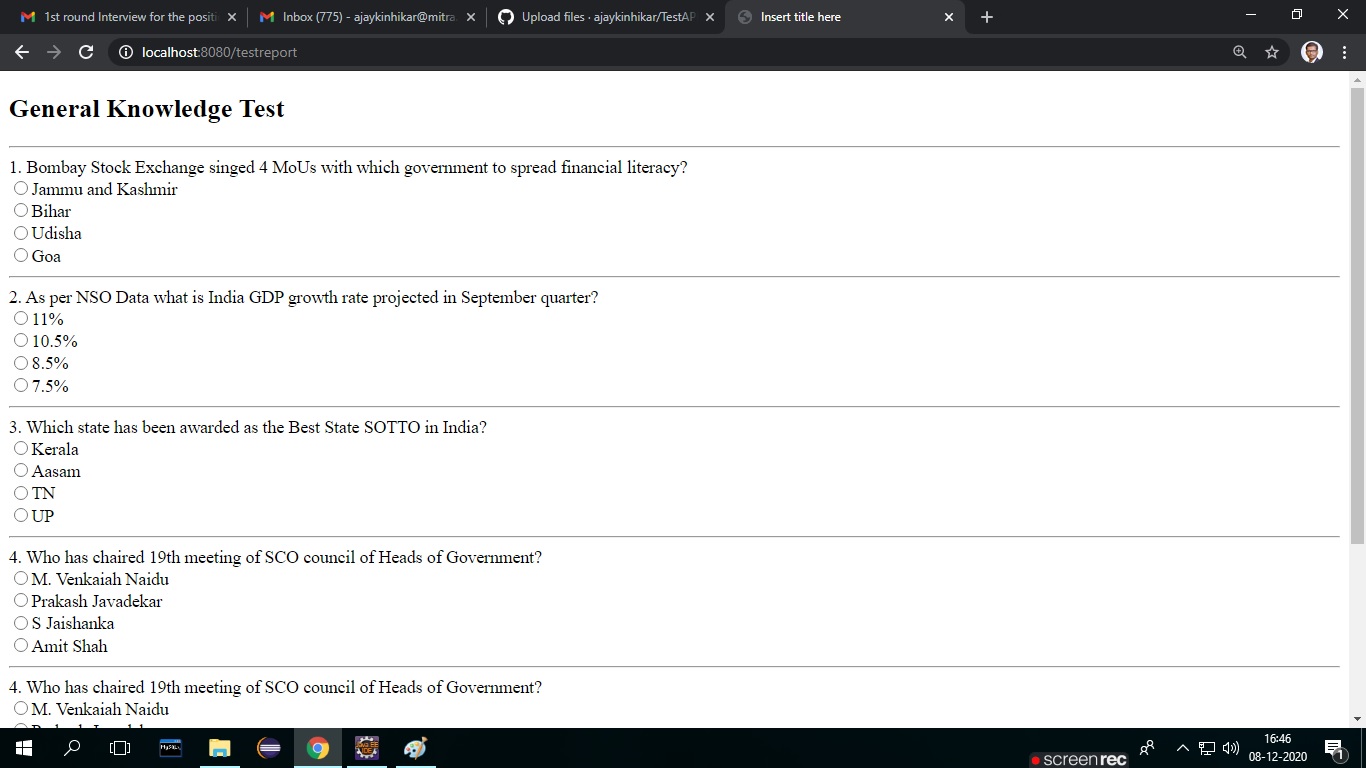 1st round Interview for the positi
Inbox (775) - ajaykinhikar@mitra.
Upload files · ajaykinhikar/TestAP
Insert title here
localhost:8080/testreport
General Knowledge Test
1. Bombay Stock Exchange singed 4 MoUs with which government to spread financial literacy?
Jammu and Kashmir
Bihar
Udisha
Goa
2. As per NSO Data what is India GDP growth rate projected in September quarter?
11%
10.5%
8.5%
7.5%
3. Which state has been awarded as the Best State SOTTO in India?
Kerala
Aasam
TN
UP
4. Who has chaired 19th meeting of SCO council of Heads of Government?
M. Venkaiah Naidu
Prakash Javadekar
S Jaishanka
Amit Shah
4. Who has chaired 19th meeting of SCO council of Heads of Government?
M. Venkaiah Naidu
screenrec
16:46
08-12-2020
1